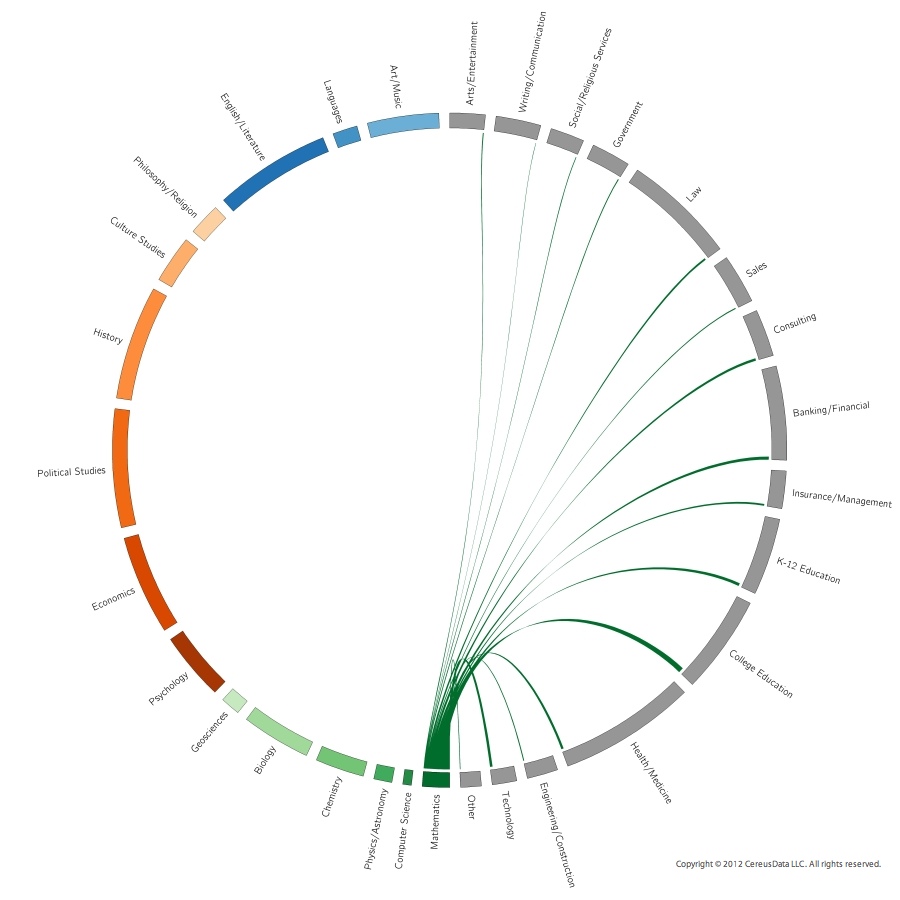 Arts/Entertainment
Writing/Communication
Social/Religious Services
Government
Law
Sales
Consulting
Banking/Financial
Insurance/Management
K-12 Education
College Education
Health/Medicine
Engineering/Construction
Technology
Other
Mathematics
Computer Science
Physics/Astronomy
Chemistry
Biology
Geosciences
Psychology
Economics
Political Studies
History
Culture Studies
Philosophy/Religion
English/Literature
Languages
Art/Music
Copyright © 2012 CereusData LLC. All rights reserved.